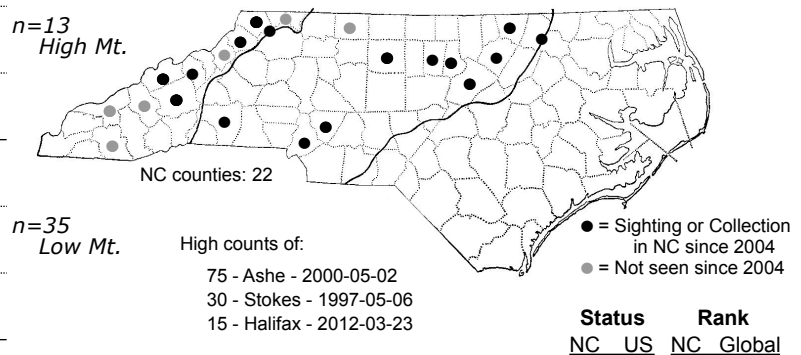 n=13
High Mt.
NC counties: 22
n=35
Low Mt.
High counts of:
75 - Ashe - 2000-05-02
30 - Stokes - 1997-05-06
15 - Halifax - 2012-03-23
= Sighting or Collection
in NC since 2004
= Not seen since 2004
Status Rank
NC US NC Global